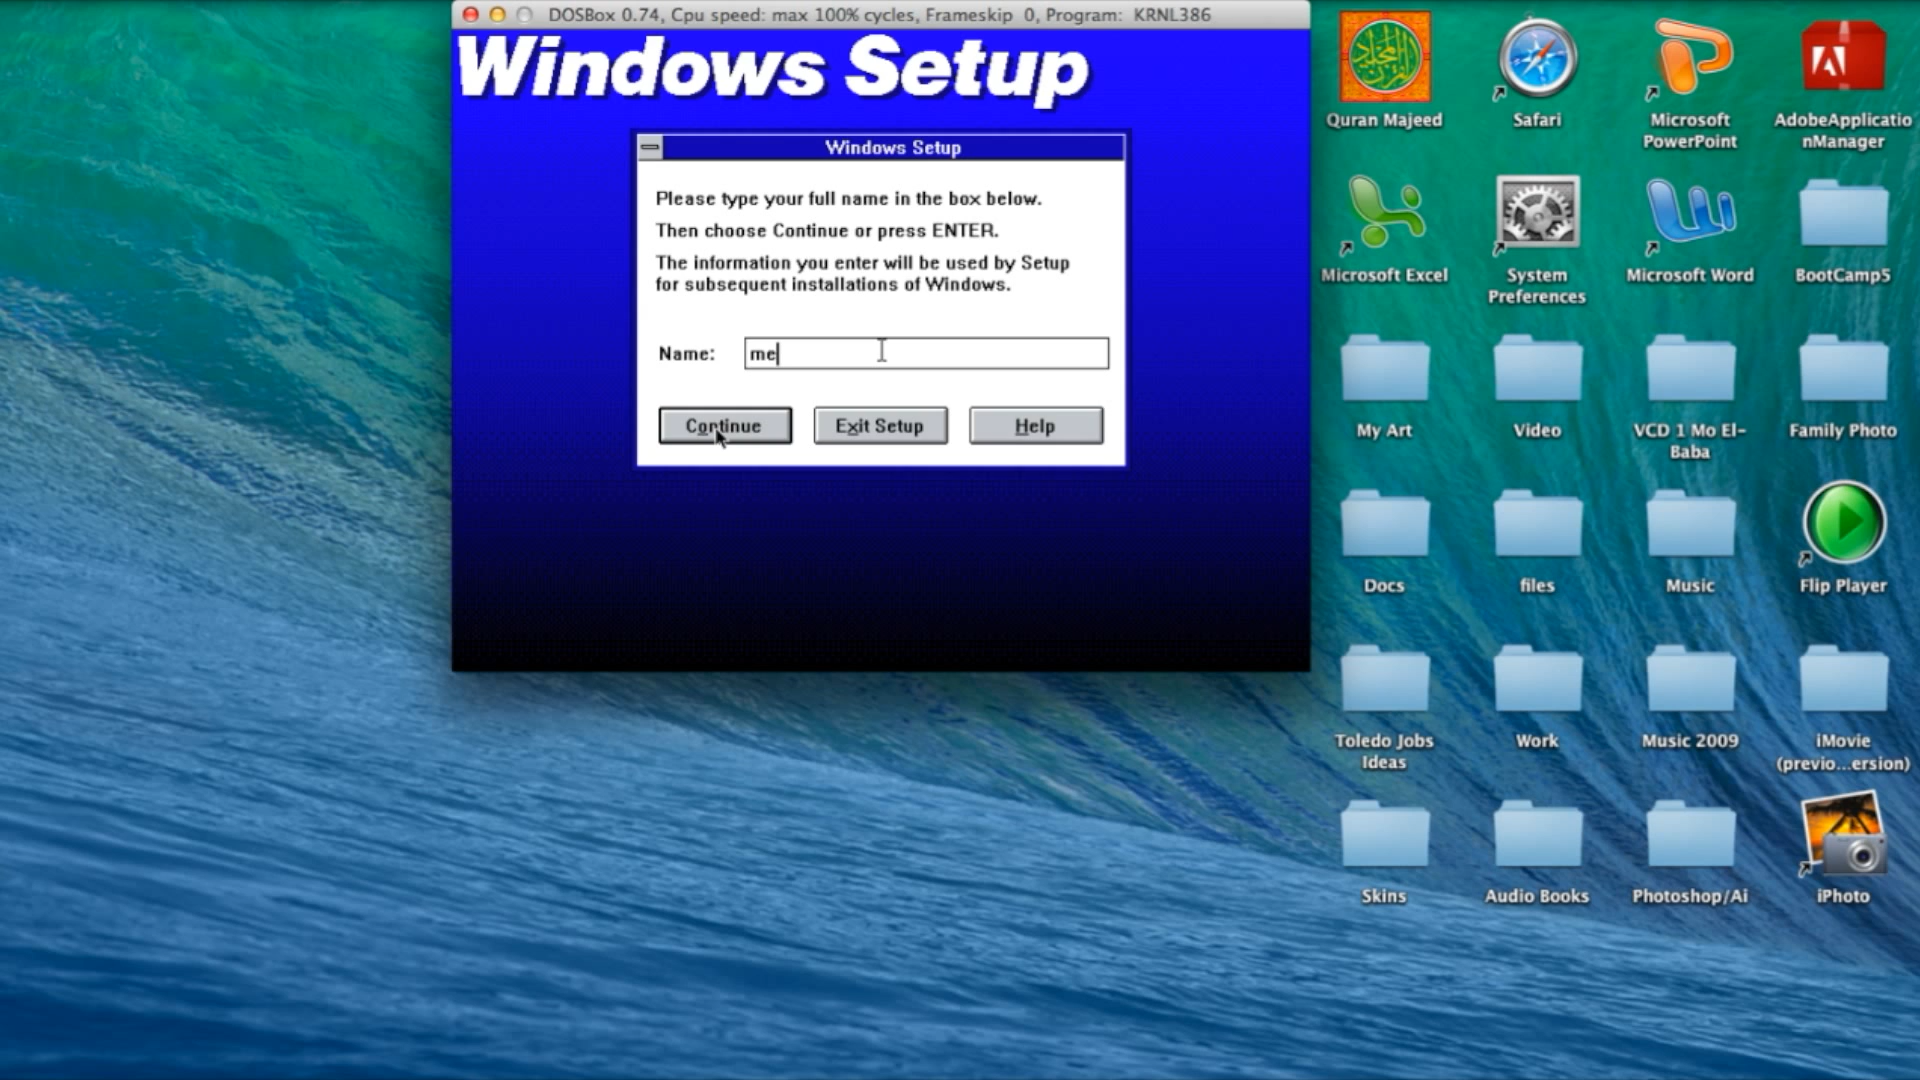 DOSBox 0.74, Cpu speed: max 100% cycles, Frameskip 0, Program: KRNL386
Windows Setup
Windows Setup
Please type your full name in the box below.
Then choose Continue or press ENTER.
The information you enter will be used by Setup
for subsequent installations of Windows.
Name: me
Continue Exit Setup Help
Quran Majeed
Safari
Microsoft
PowerPoint
AdobeApplicatio
nManager
Microsoft Excel
System
Preferences
Microsoft Word
BootCamp5
My Art
Video
VCD 1 Mo El-
Baba
Family Photo
Docs
files
Music
Flip Player
Toledo Jobs
Ideas
Work
Music 2009
iMovie
(previo...ersion)
Skins
Audio Books
Photoshop/Ai
iPhoto